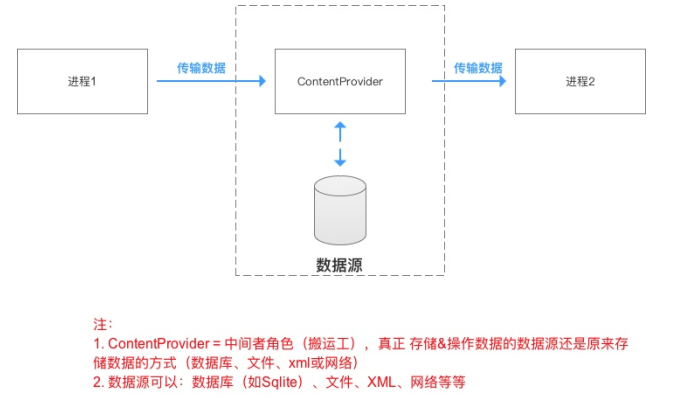 传输数据
传输数据
进程1
ContentProvider
进程2
数据源
注：
1. ContentProvider = 中间者角色（搬运工），真正 存储&操作数据的数据源还是原来存
储数据的方式（数据库、文件、xml或网络）
2. 数据源可以：数据库（如Sqlite）、文件、XML、网络等等